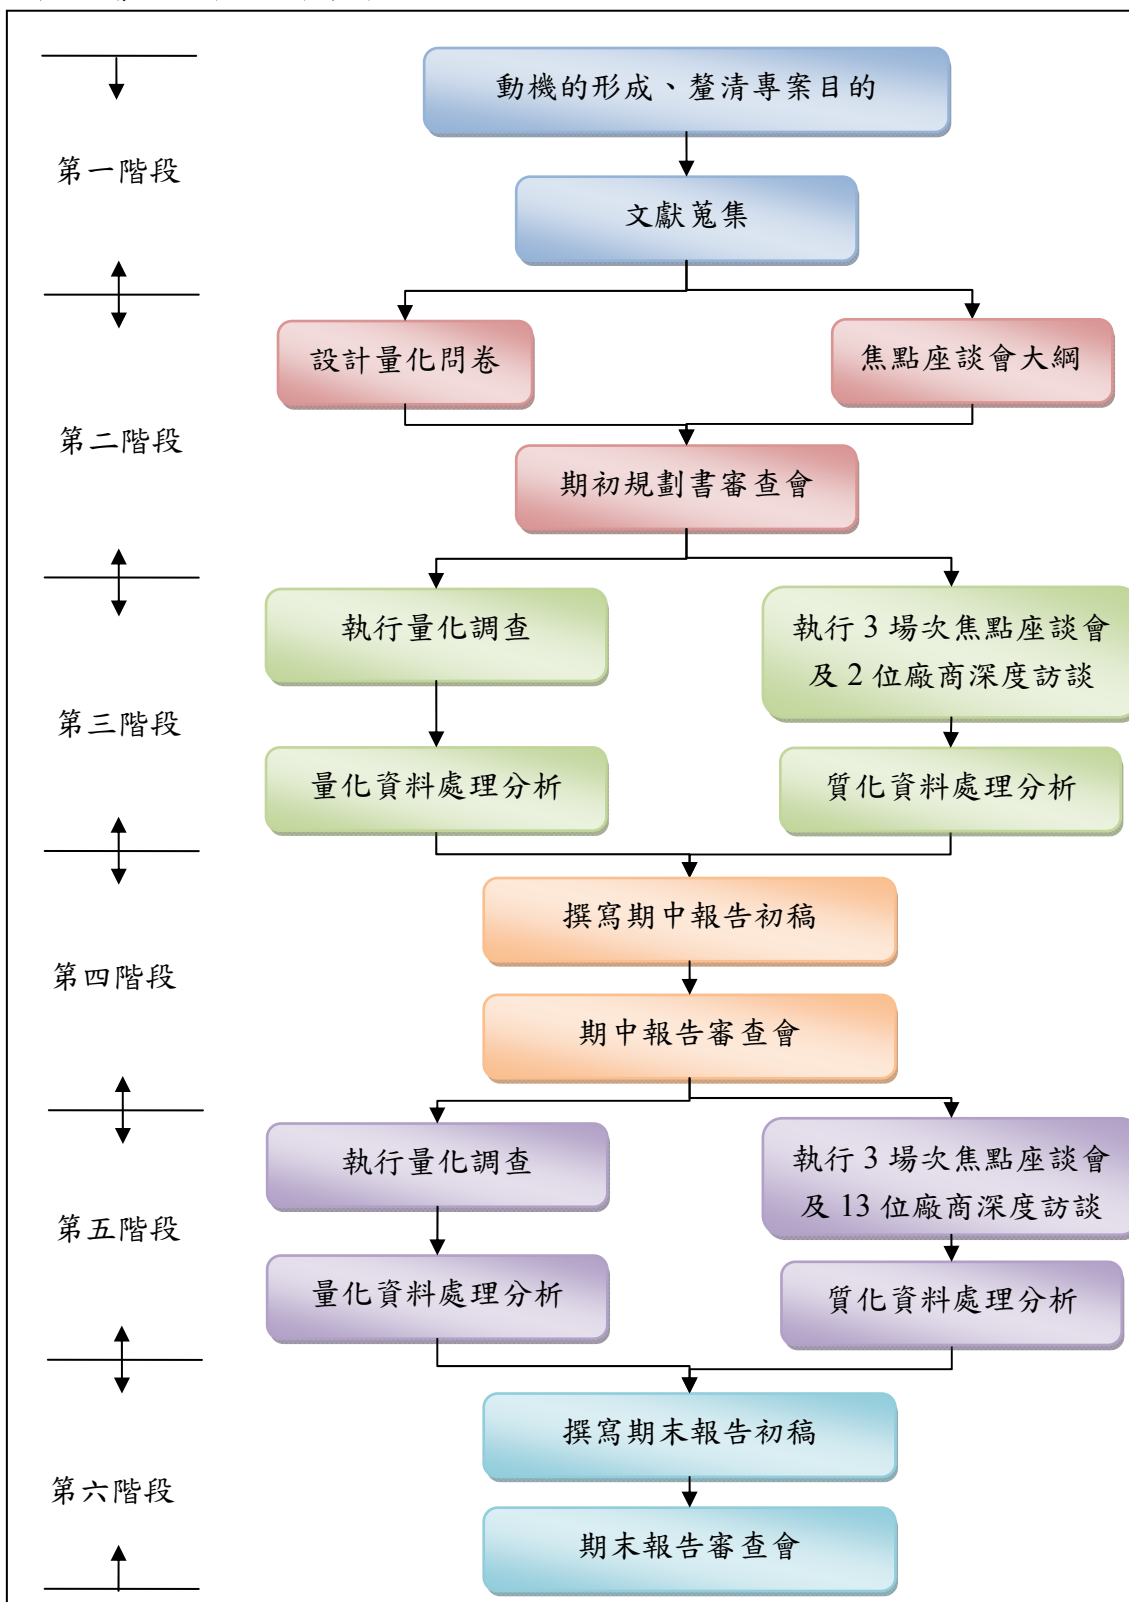 動機的形成、釐清專案目的
第一階段
文獻蒐集
設計量化問卷
焦點座談會大綱
第二階段
期初規劃書審查會
執行量化調查
執行 3 場次焦點座談會
及 2 位廠商深度訪談
第三階段
量化資料處理分析
質化資料處理分析
撰寫期中報告初稿
第四階段
期中報告審查會
執行量化調查
執行 3 場次焦點座談會
及 13 位廠商深度訪談
第五階段
量化資料處理分析
質化資料處理分析
撰寫期末報告初稿
第六階段
期末報告審查會